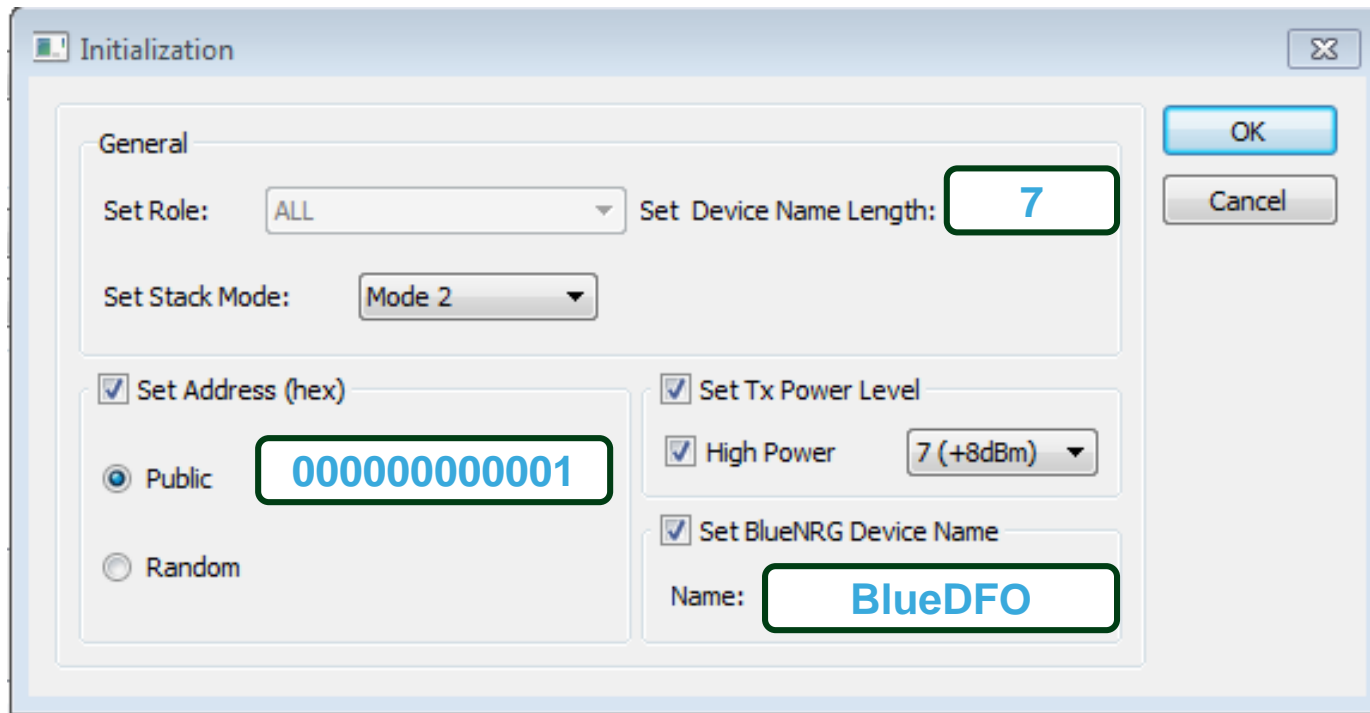 Initialization
General
OK
Set Role: ALL Set Device Name Length: 7
Cancel
Set Stack Mode: Mode 2
Set Address (hex)
Set Tx Power Level
Public 000000000001
High Power 7 (+8dBm)
Set BlueNRG Device Name
Random
Name: BlueDFO